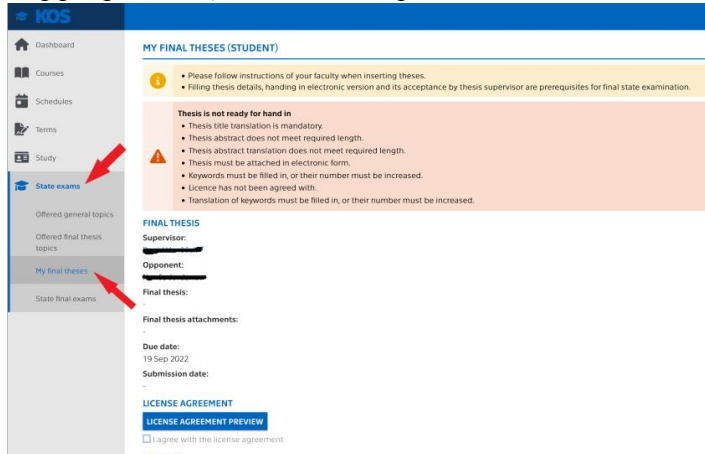 KOS
Dashboard
Courses
Schedules
Terms
Study
State exams
Offered general topics
Offered final thesis
topics
My final theses
State final exams
MY FINAL THESES (STUDENT)
• Please follow instructions of your faculty when inserting theses.
• Filling thesis details, handing in electronic version and its acceptance by thesis supervisor are prerequisites for final state examination.
Thesis is not ready for hand in
• Thesis title translation is mandatory.
• Thesis abstract does not meet required length.
• Thesis abstract translation does not meet required length.
• Thesis must be attached in electronic form.
• Keywords must be filled in, or their number must be increased.
• Licence has not been agreed with.
• Translation of keywords must be filled in, or their number must be increased.
FINAL THESIS
Supervisor:
Opponent:
Final thesis:
-
Final thesis attachments:
-
Due date:
19 Sep 2022
Submission date:
-
LICENSE AGREEMENT
LICENSE AGREEMENT PREVIEW
I agree with the license agreement